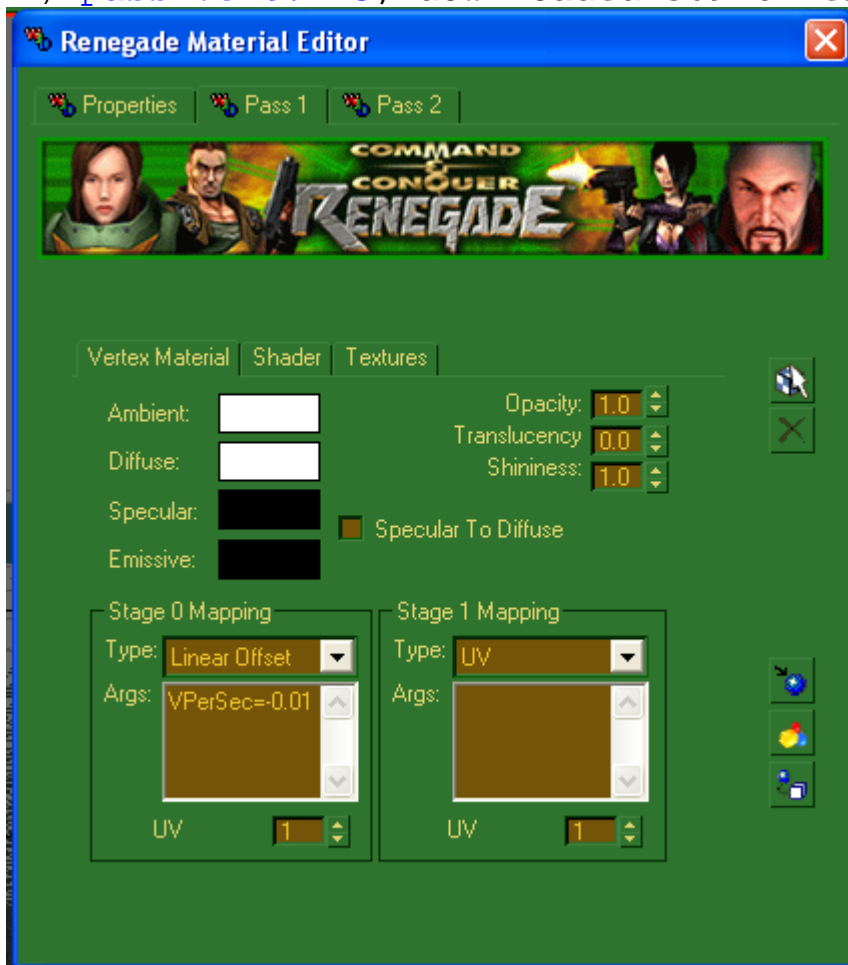 Renegade Material Editor
Properties Pass 1 Pass 2
COMMAND
&
CONQUER
RENEGADE
Vertex Material Shader Textures
Ambient: Opacity: 1.0
Translucency 0.0
Diffuse: Shininess: 1.0
Specular:
Specular To Diffuse
Emissive:
Stage 0 Mapping Stage 1 Mapping
Type: Linear Offset Type: UV
Args: VPerSec=-0.01 Args:
UV 1 UV 1